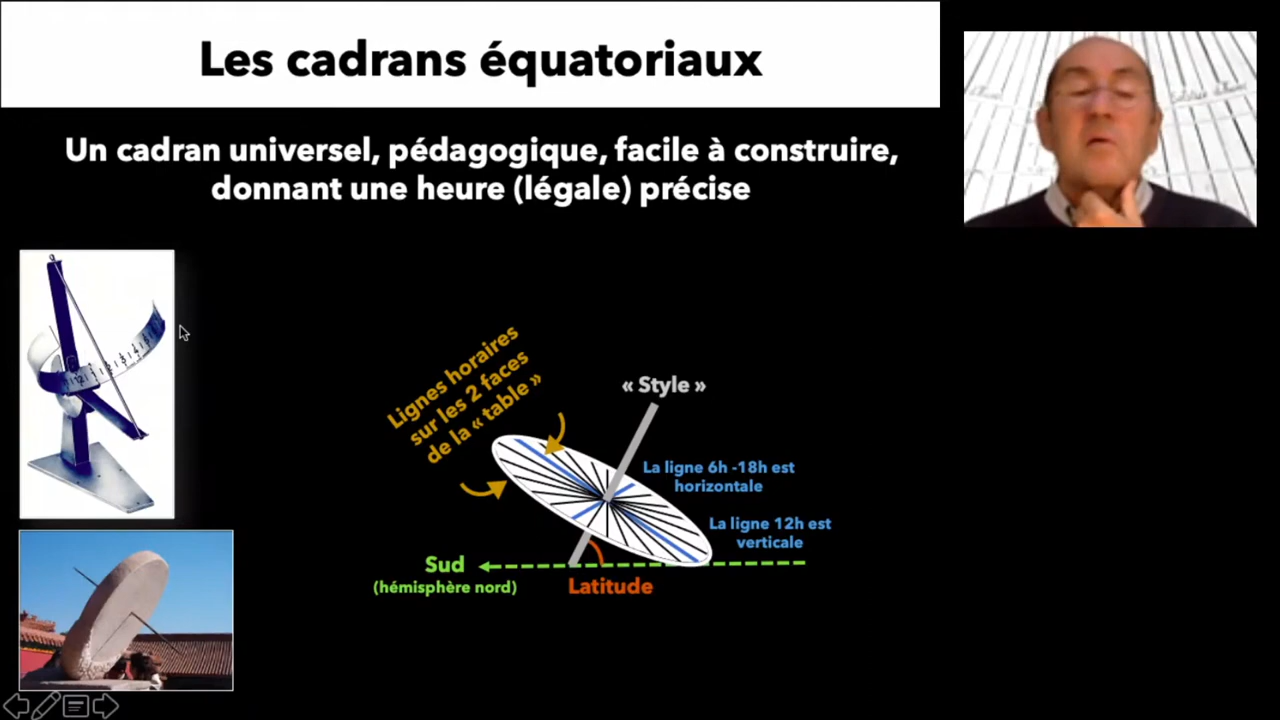 Les cadrans équatoriaux
Un cadran universel, pédagogique, facile à construire,
donnant une heure (légale) précise
Lignes horaires
sur les 2 faces
de la « table »
« Style »
La ligne 6h -18h est
horizontale
La ligne 12h est
verticale
Sud
(hémisphère nord)
Latitude